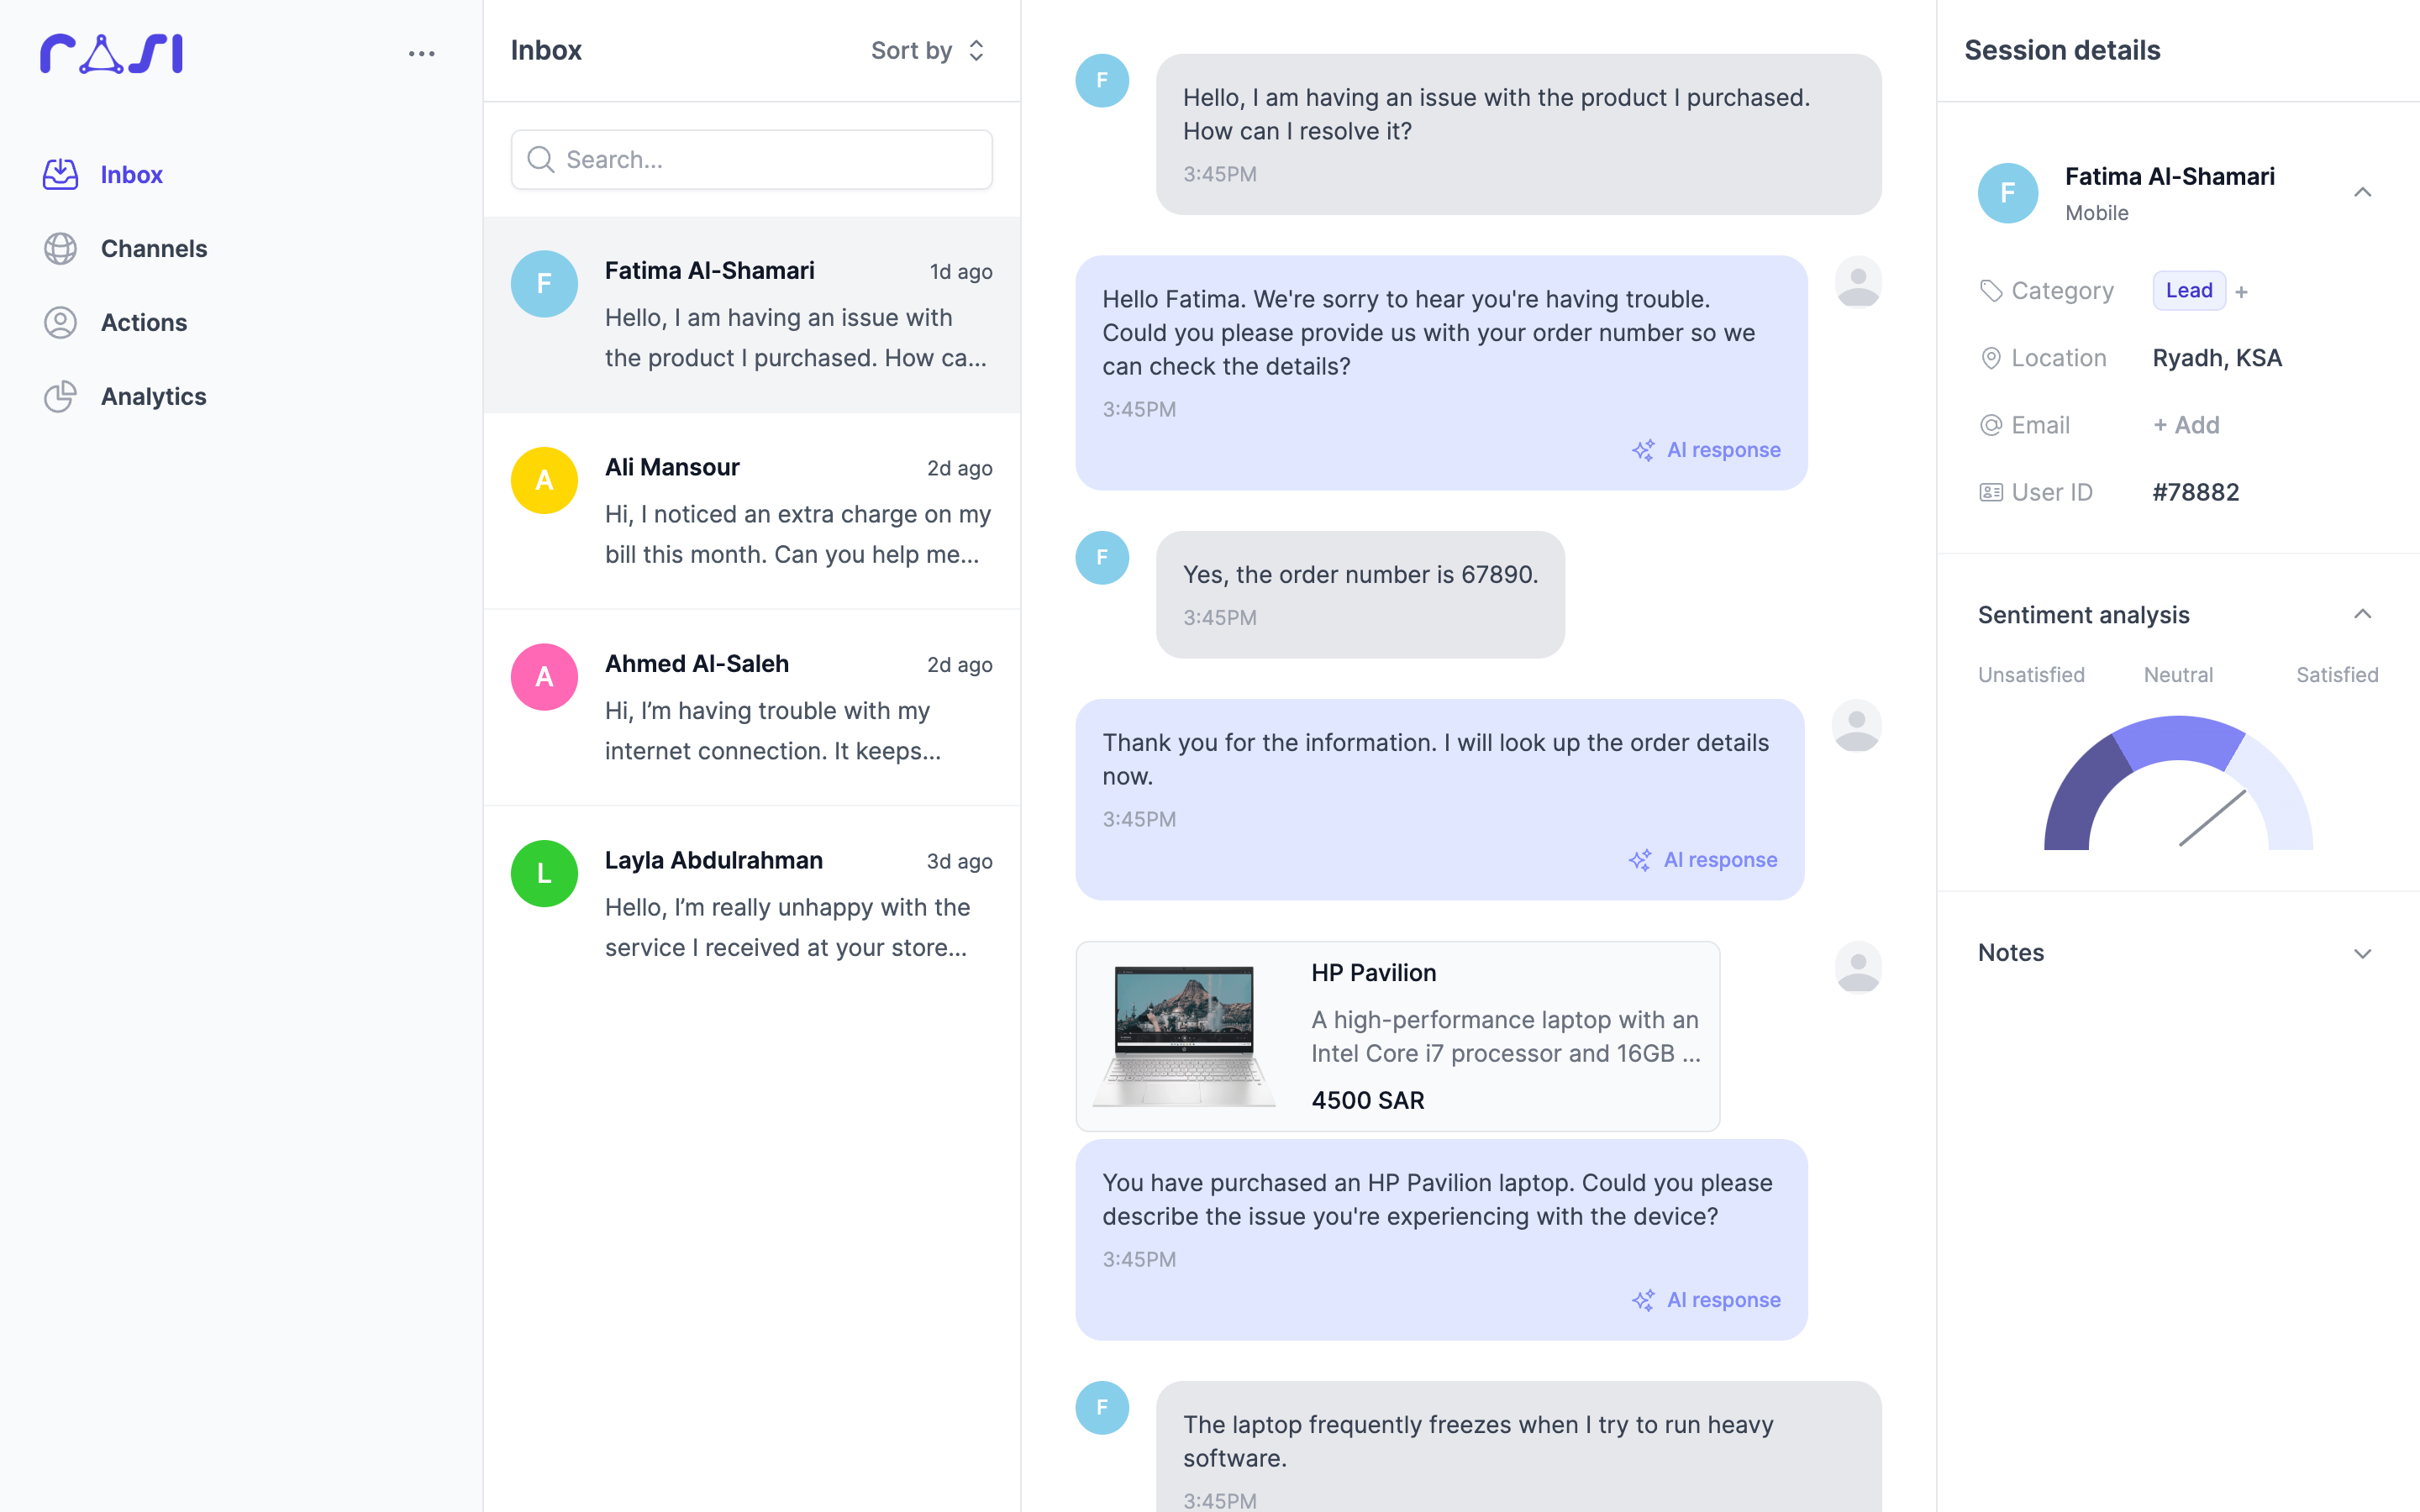 rasi
Inbox
Channels
Actions
Analytics
Inbox
Sort by
Search...
F
Fatima Al-Shamari
1d ago
Hello, I am having an issue with
the product I purchased. How ca...
A
Ali Mansour
2d ago
Hi, I noticed an extra charge on my
bill this month. Can you help me...
A
Ahmed Al-Saleh
2d ago
Hi, I’m having trouble with my
internet connection. It keeps...
L
Layla Abdulrahman
3d ago
Hello, I’m really unhappy with the
service I received at your store...
F
Hello, I am having an issue with the product I purchased.
How can I resolve it?
3:45PM
Hello Fatima. We're sorry to hear you're having trouble.
Could you please provide us with your order number so we
can check the details?
3:45PM
AI response
F
Yes, the order number is 67890.
3:45PM
Thank you for the information. I will look up the order details
now.
3:45PM
AI response
HP Pavilion
A high-performance laptop with an
Intel Core i7 processor and 16GB ...
4500 SAR
You have purchased an HP Pavilion laptop. Could you please
describe the issue you're experiencing with the device?
3:45PM
AI response
F
The laptop frequently freezes when I try to run heavy
software.
3:45PM
Session details
F
Fatima Al-Shamari
Mobile
Category
Lead +
Location
Ryadh, KSA
Email
+ Add
User ID
#78882
Sentiment analysis
Unsatisfied
Neutral
Satisfied
Notes